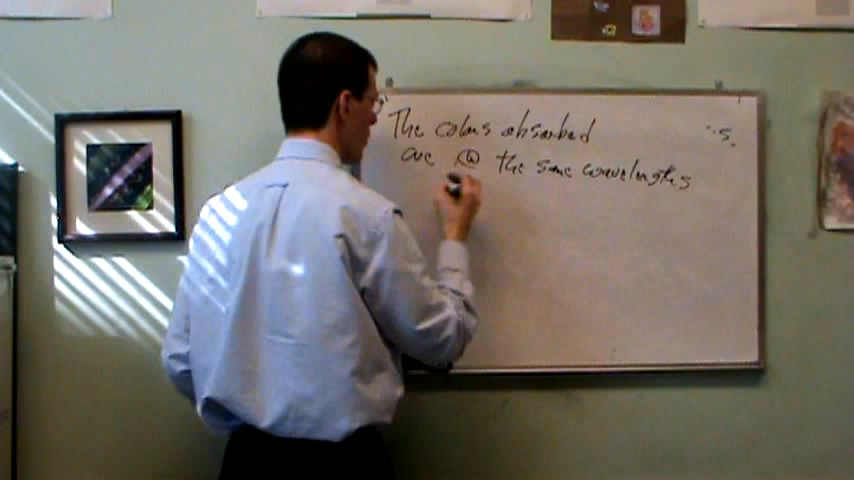 The colors absorbed
are @ the same wavelengths